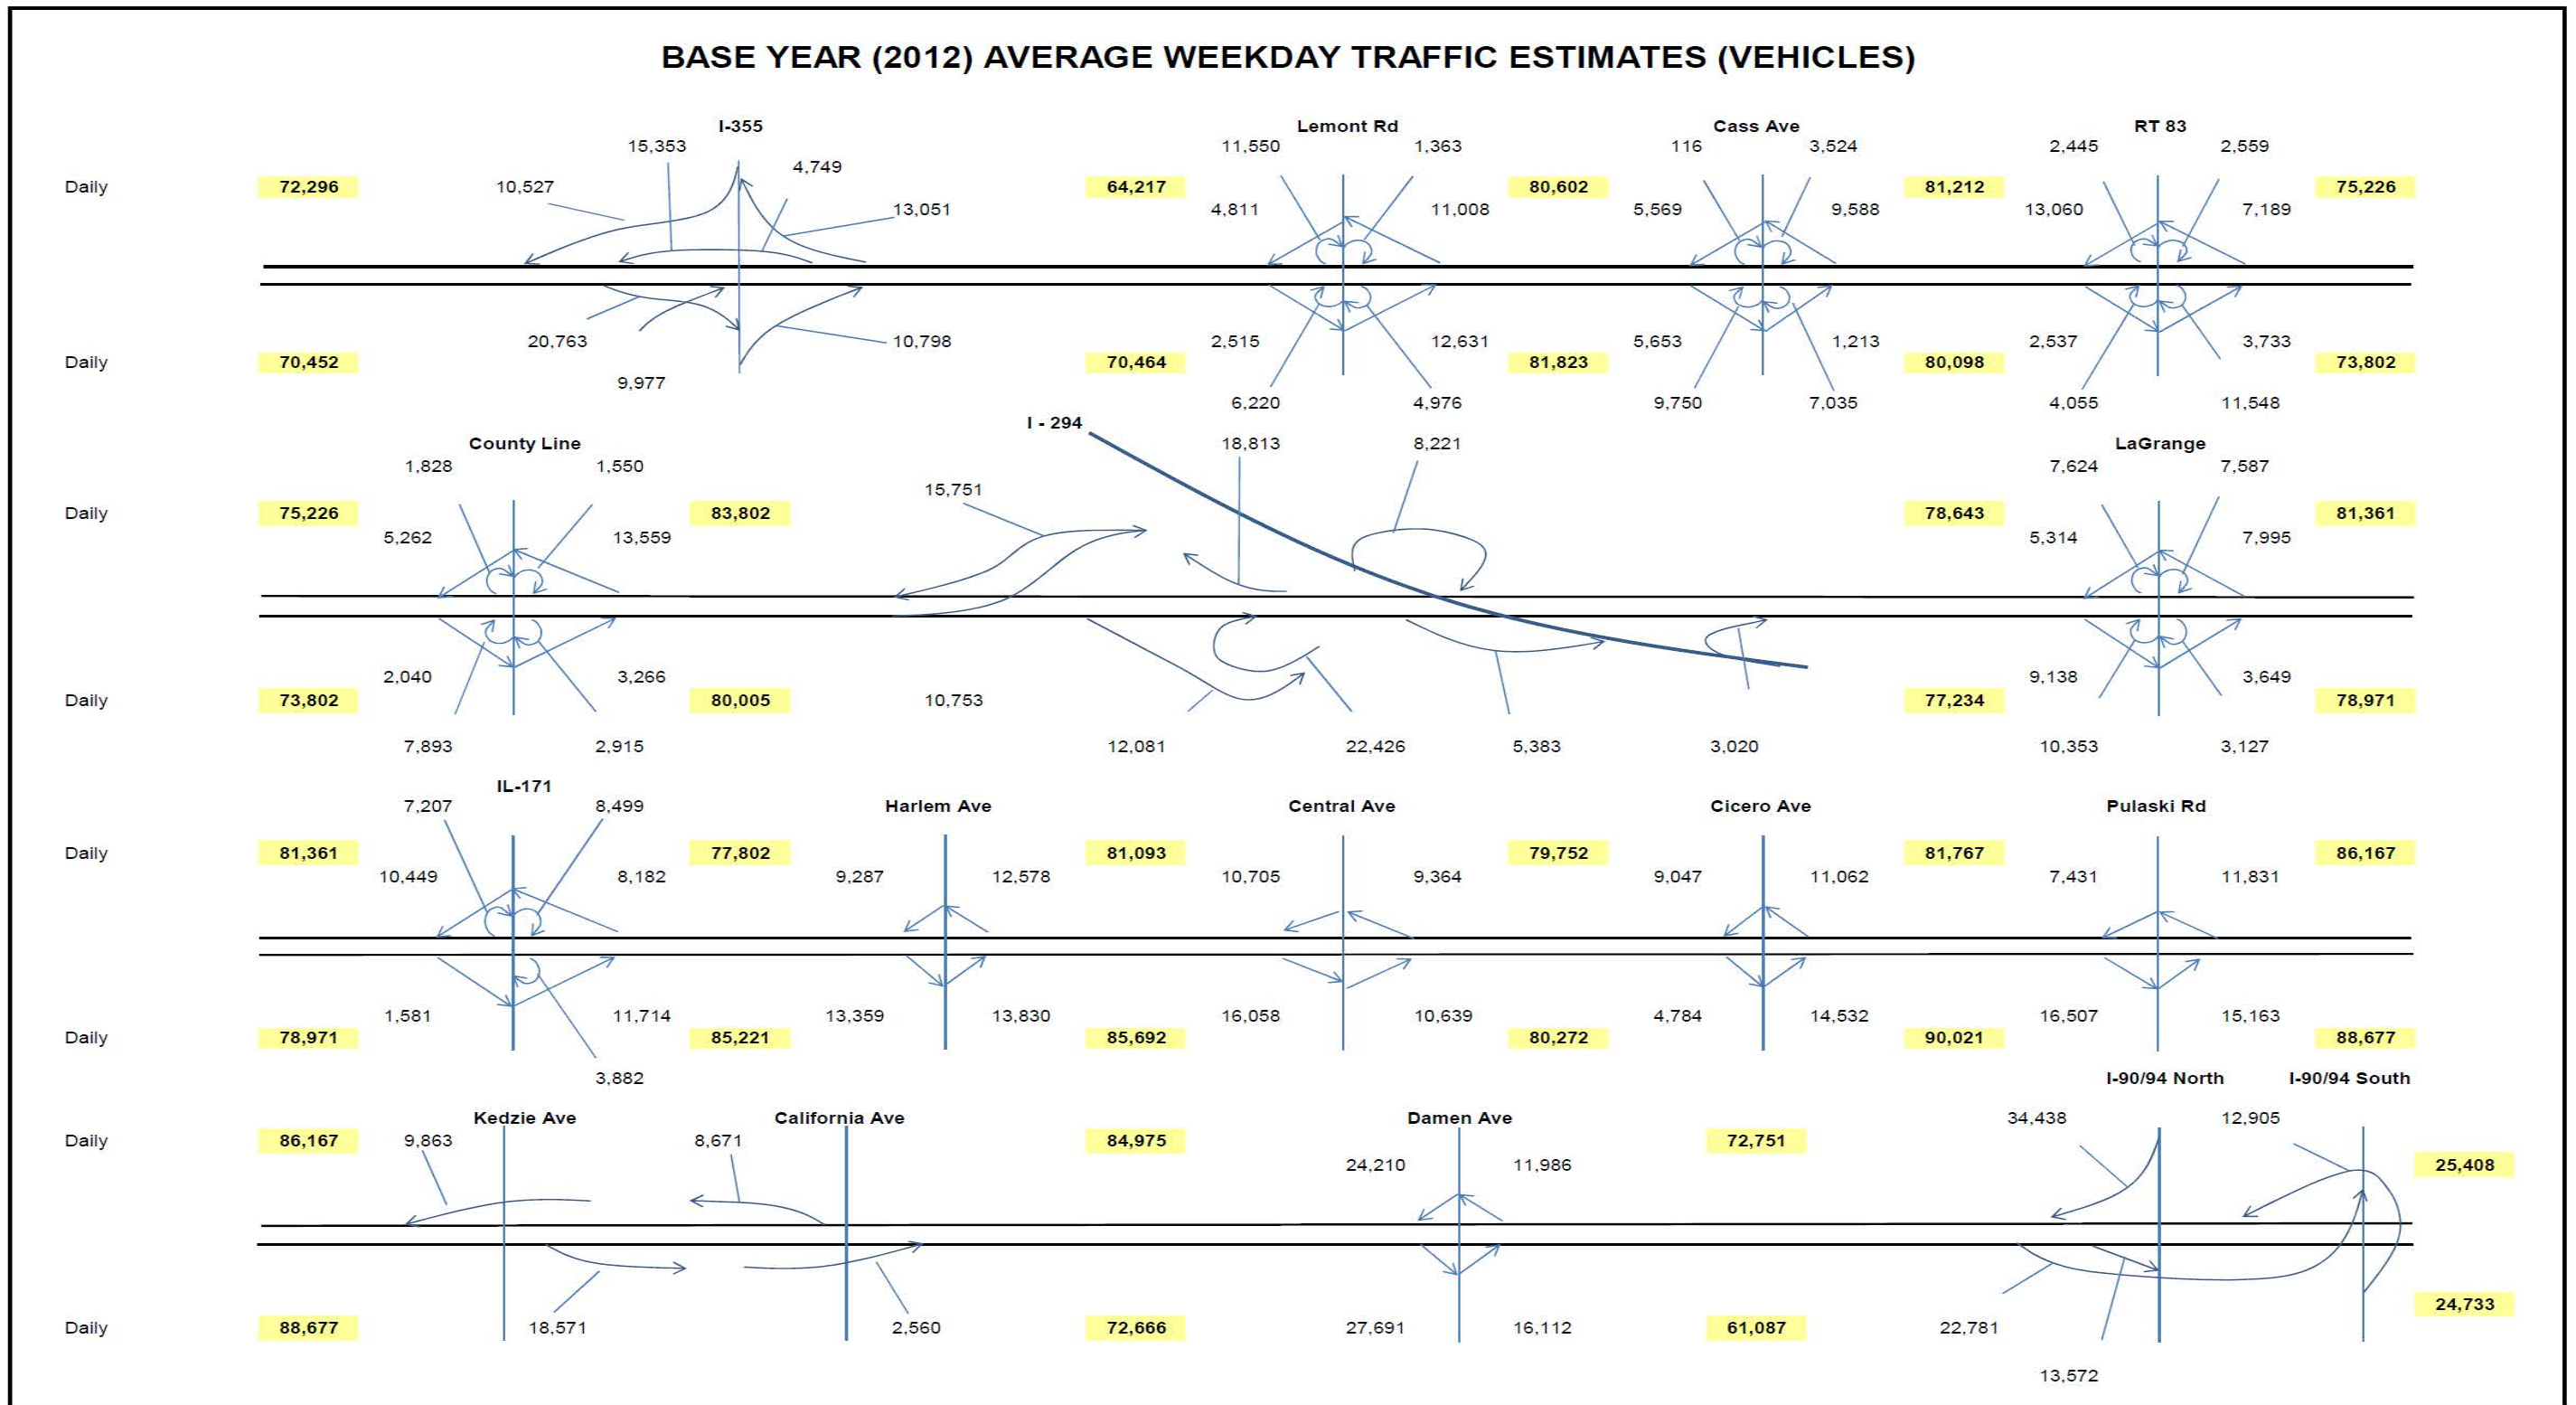 BASE YEAR (2012) AVERAGE WEEKDAY TRAFFIC ESTIMATES (VEHICLES)
I-355 Lemont Rd Cass Ave RT 83
15,353 11,550 1,363 116 3,524 2,445 2,559
4,749
Daily 72,296 10,527 64,217 80,602 81,212 75,226
13,051 4,811 11,008 5,569 9,588 13,060 7,189
20,763 10,798 2,515 12,631 5,653 1,213 2,537 3,733
Daily 70,452 70,464 81,823 80,098 73,802
9,977
6,220 4,976 9,750 7,035 4,055 11,548
I - 294
County Line 18,813 8,221 LaGrange
1,828 1,550 7,624 7,587
15,751
Daily 75,226 83,802 78,643 81,361
5,262 13,559 5,314 7,995
2,040 3,266 9,138 3,649
Daily 73,802 80,005 10,753 77,234 78,971
7,893 2,915 12,081 22,426 5,383 3,020 10,353 3,127
IL-171
7,207 8,499 Harlem Ave Central Ave Cicero Ave Pulaski Rd
Daily 81,361 77,802 81,093 79,752 81,767 86,167
10,449 8,182 9,287 12,578 10,705 9,364 9,047 11,062 7,431 11,831
1,581 11,714 13,359 13,830 16,058 10,639 4,784 14,532 16,507 15,163
Daily 78,971 85,221 85,692 80,272 90,021 88,677
3,882 I-90/94 North I-90/94 South
Kedzie Ave California Ave Damen Ave 34,438 12,905
Daily 86,167 9,863 8,671 84,975 72,751
24,210 11,986 25,408
24,733
Daily 88,677 18,571 2,560 72,666 27,691 16,112 61,087 22,781
13,572